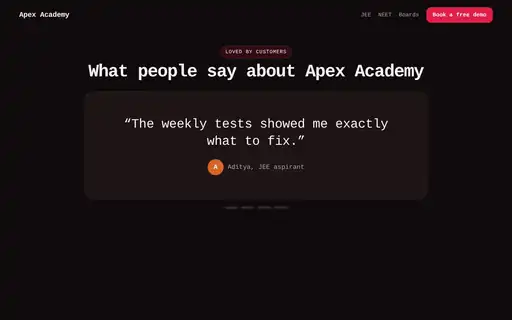 Apex Academy
JEE NEET Boards Book a free demo
LOVED BY CUSTOMERS
What people say about Apex Academy
“The weekly tests showed me exactly
what to fix.”
A Aditya, JEE aspirant